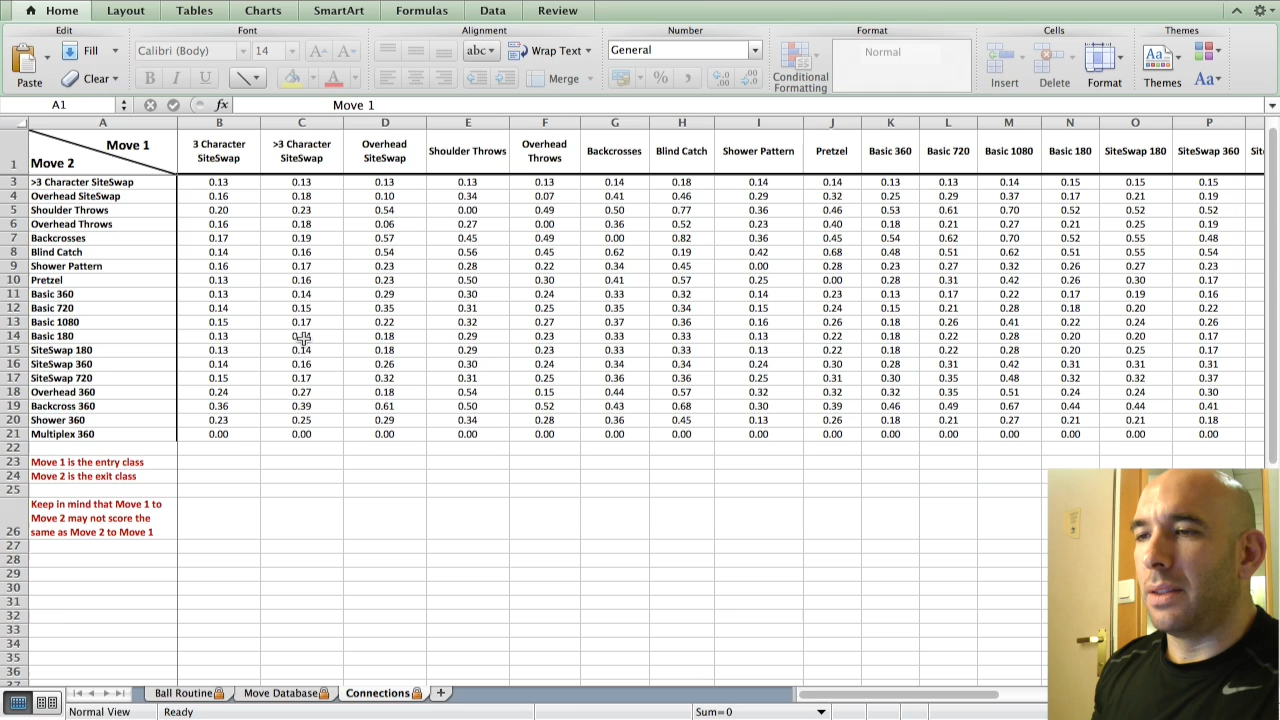 Home Layout Tables Charts SmartArt Formulas Data Review
Edit Font Alignment Number Format Cells Themes
Paste Fill Clear Calibri (Body) 14 A A abc Wrap Text General Normal
B I U A Merge % Conditional Formatting Insert Delete Format Themes Aa
A1 fx Move 1
A B C D E F G H I J K L M N O P
1 Move 1 Move 2 3 Character SiteSwap >3 Character SiteSwap Overhead SiteSwap Shoulder Throws Overhead Throws Backcrosses Blind Catch Shower Pattern Pretzel Basic 360 Basic 720 Basic 1080 Basic 180 SiteSwap 180 SiteSwap 360
3 >3 Character SiteSwap 0.13 0.13 0.13 0.13 0.13 0.14 0.18 0.14 0.14 0.13 0.13 0.14 0.15 0.15 0.15
4 Overhead SiteSwap 0.16 0.18 0.10 0.34 0.07 0.41 0.46 0.29 0.32 0.25 0.29 0.37 0.17 0.21 0.19
5 Shoulder Throws 0.20 0.23 0.54 0.00 0.49 0.50 0.77 0.36 0.46 0.53 0.61 0.70 0.52 0.52 0.52
6 Overhead Throws 0.16 0.18 0.06 0.27 0.00 0.36 0.52 0.23 0.40 0.18 0.21 0.27 0.21 0.25 0.19
7 Backcrosses 0.17 0.19 0.57 0.45 0.49 0.00 0.82 0.36 0.45 0.54 0.62 0.70 0.52 0.55 0.48
8 Blind Catch 0.14 0.16 0.54 0.56 0.45 0.62 0.19 0.42 0.68 0.48 0.51 0.62 0.51 0.55 0.54
9 Shower Pattern 0.16 0.17 0.23 0.28 0.22 0.34 0.45 0.00 0.28 0.23 0.27 0.32 0.26 0.27 0.23
10 Pretzel 0.13 0.16 0.23 0.50 0.30 0.41 0.57 0.25 0.00 0.28 0.31 0.42 0.26 0.30 0.17
11 Basic 360 0.13 0.14 0.29 0.30 0.24 0.33 0.32 0.14 0.23 0.13 0.17 0.22 0.17 0.19 0.16
12 Basic 720 0.14 0.15 0.35 0.31 0.25 0.35 0.34 0.15 0.24 0.15 0.21 0.28 0.18 0.20 0.22
13 Basic 1080 0.15 0.17 0.22 0.32 0.27 0.37 0.36 0.16 0.26 0.18 0.26 0.41 0.22 0.24 0.26
14 Basic 180 0.13 0.18 0.29 0.23 0.33 0.33 0.13 0.22 0.18 0.22 0.28 0.20 0.20 0.17
15 SiteSwap 180 0.13 0.14 0.18 0.29 0.23 0.33 0.33 0.13 0.22 0.18 0.22 0.28 0.20 0.25 0.17
16 SiteSwap 360 0.14 0.16 0.26 0.30 0.24 0.34 0.34 0.24 0.30 0.28 0.31 0.42 0.31 0.31 0.31
17 SiteSwap 720 0.15 0.17 0.32 0.31 0.25 0.36 0.36 0.25 0.31 0.30 0.35 0.48 0.32 0.32 0.37
18 Overhead 360 0.24 0.27 0.18 0.54 0.15 0.44 0.57 0.32 0.32 0.32 0.35 0.51 0.24 0.24 0.30
19 Backcross 360 0.36 0.39 0.61 0.50 0.52 0.43 0.68 0.30 0.39 0.46 0.49 0.67 0.44 0.44 0.41
20 Shower 360 0.23 0.25 0.29 0.34 0.28 0.36 0.45 0.13 0.26 0.18 0.21 0.27 0.21 0.21 0.18
21 Multiplex 360 0.00 0.00 0.00 0.00 0.00 0.00 0.00 0.00 0.00 0.00 0.00 0.00 0.00 0.00 0.00
22
23 Move 1 is the entry class
24 Move 2 is the exit class
25
Keep in mind that Move 1 to
Move 2 may not score the
26 same as Move 2 to Move 1
27
28
29
30
31
32
33
34
35
36
Ball Routine Move Database Connections
Normal View Ready Sum=0